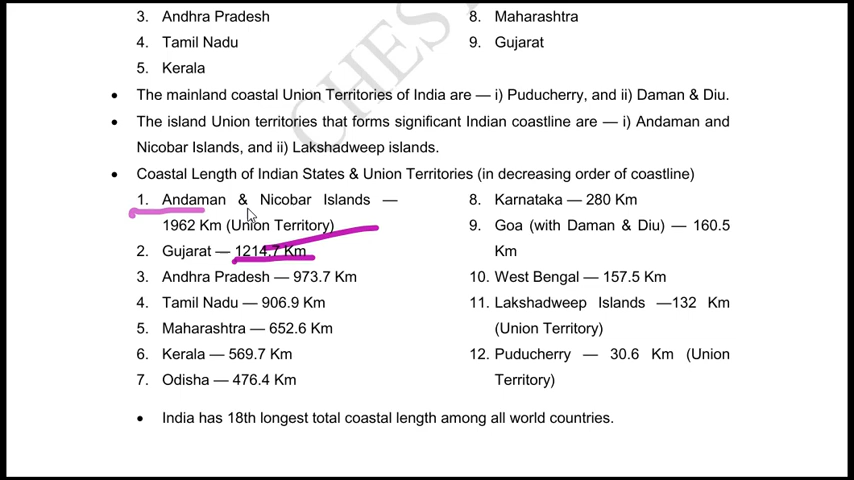 3. Andhra Pradesh
4. Tamil Nadu
5. Kerala
8. Maharashtra
9. Gujarat
• The mainland coastal Union Territories of India are — i) Puducherry, and ii) Daman & Diu.
• The island Union territories that forms significant Indian coastline are — i) Andaman and
Nicobar Islands, and ii) Lakshadweep islands.
• Coastal Length of Indian States & Union Territories (in decreasing order of coastline)
1. Andaman & Nicobar Islands —
1962 Km (Union Territory)
2. Gujarat — 1214.7 Km
3. Andhra Pradesh — 973.7 Km
4. Tamil Nadu — 906.9 Km
5. Maharashtra — 652.6 Km
6. Kerala — 569.7 Km
7. Odisha — 476.4 Km
8. Karnataka — 280 Km
9. Goa (with Daman & Diu) — 160.5
Km
10. West Bengal — 157.5 Km
11. Lakshadweep Islands —132 Km
(Union Territory)
12. Puducherry — 30.6 Km (Union
Territory)
• India has 18th longest total coastal length among all world countries.
CHES